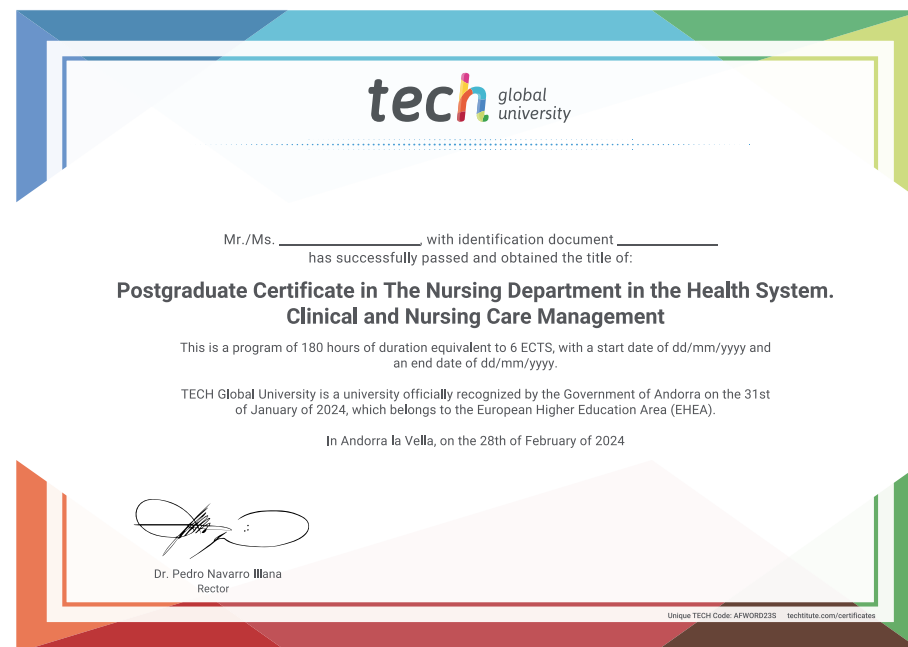 tech global
university
Mr./Ms. ____________, with identification document ____________
has successfully passed and obtained the title of:
Postgraduate Certificate in The Nursing Department in the Health System.
Clinical and Nursing Care Management
This is a program of 180 hours of duration equivalent to 6 ECTS, with a start date of dd/mm/yyyy and
an end date of dd/mm/yyyy.
TECH Global University is a university officially recognized by the Government of Andorra on the 31st
of January of 2024, which belongs to the European Higher Education Area (EHEA).
In Andorra la Vella, on the 28th of February of 2024
Dr. Pedro Navarro Illana
Rector
Unique TECH Code: AFWORD23S techtitute.com/certificates